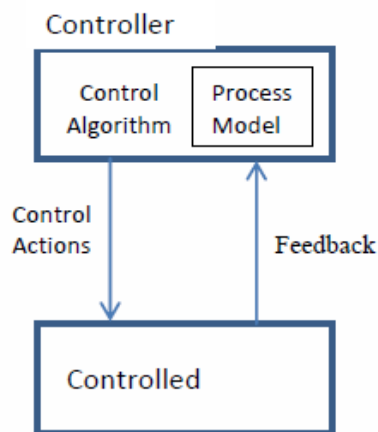 Controller
Control
Algorithm
Process
Model
Control
Actions
Feedback
Controlled